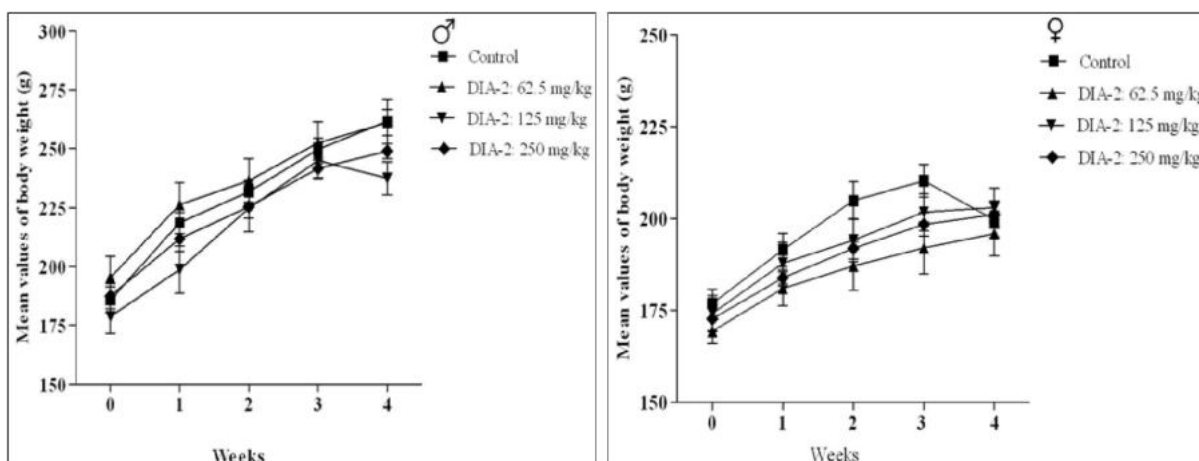 Mean values of body weight (g)
300
275
250
225
200
175
150
0 1 2 3 4
Weeks
♂
Control
DIA-2: 62.5 mg/kg
DIA-2: 125 mg/kg
DIA-2: 250 mg/kg
Mean values of body weight (g)
250
225
200
175
150
0 1 2 3 4
Weeks
♀
Control
DIA-2: 62.5 mg/kg
DIA-2: 125 mg/kg
DIA-2: 250 mg/kg